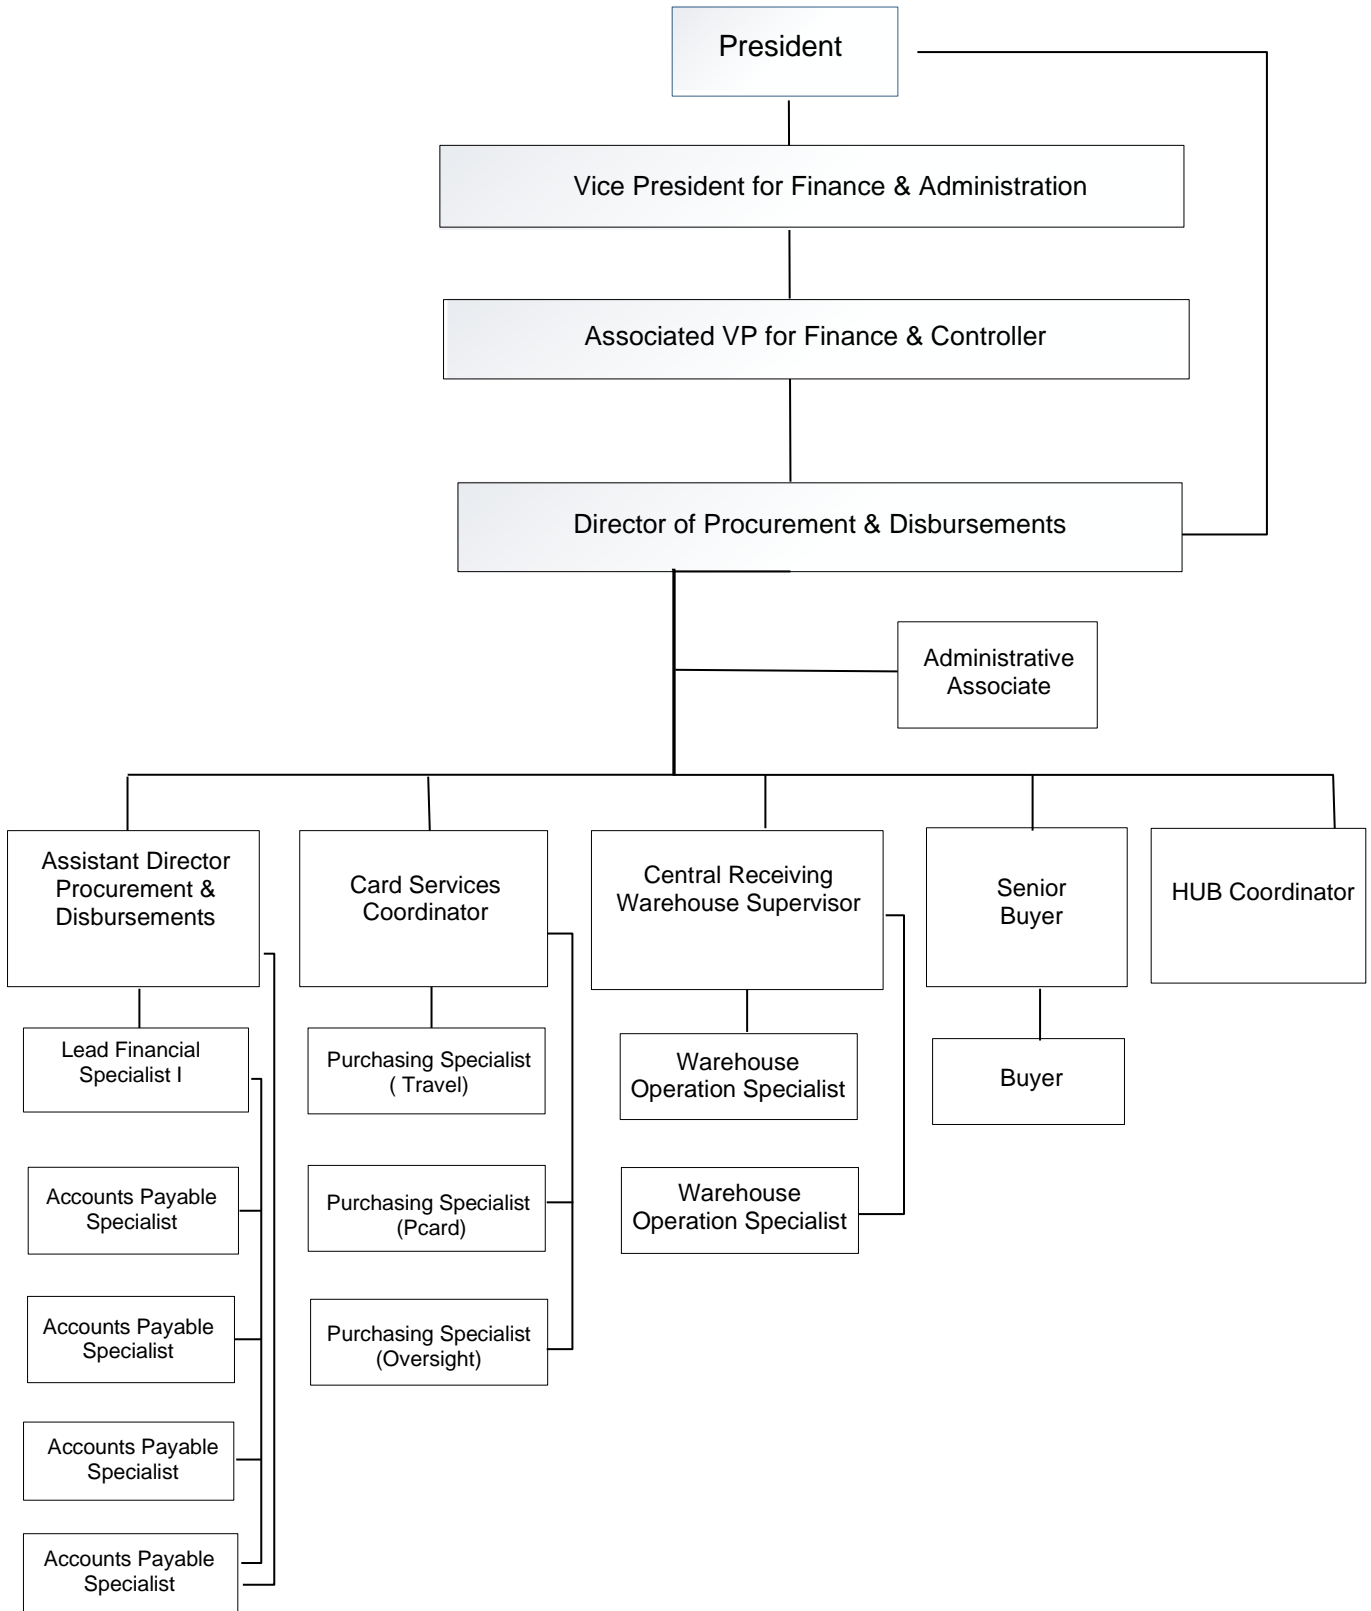 President
Vice President for Finance & Administration
Associated VP for Finance & Controller
Director of Procurement & Disbursements
Administrative
Associate
Assistant Director
Procurement &
Disbursements
Card Services
Coordinator
Central Receiving
Warehouse Supervisor
Senior
Buyer
HUB Coordinator
Lead Financial
Specialist I
Purchasing Specialist
( Travel)
Warehouse
Operation Specialist
Buyer
Accounts Payable
Specialist
Purchasing Specialist
(Pcard)
Warehouse
Operation Specialist
Accounts Payable
Specialist
Purchasing Specialist
(Oversight)
Accounts Payable
Specialist
Accounts Payable
Specialist